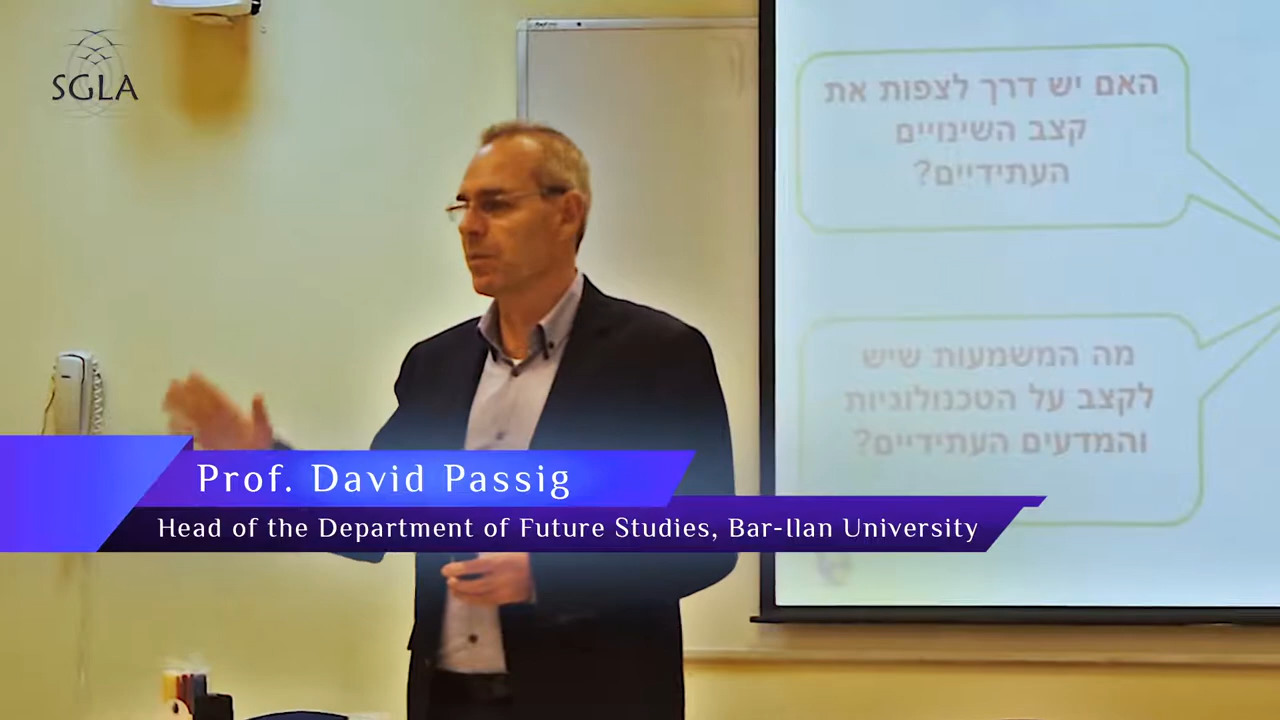 SGLA
האם יש דרך לצפות את
קצב השינויים
העתידיים?
מה המשמעות שיש
לקצב על הטכנולוגיות
והמדעים העתידיים?
Prof. David Passig
Head of the Department of Future Studies, Bar-Ilan University